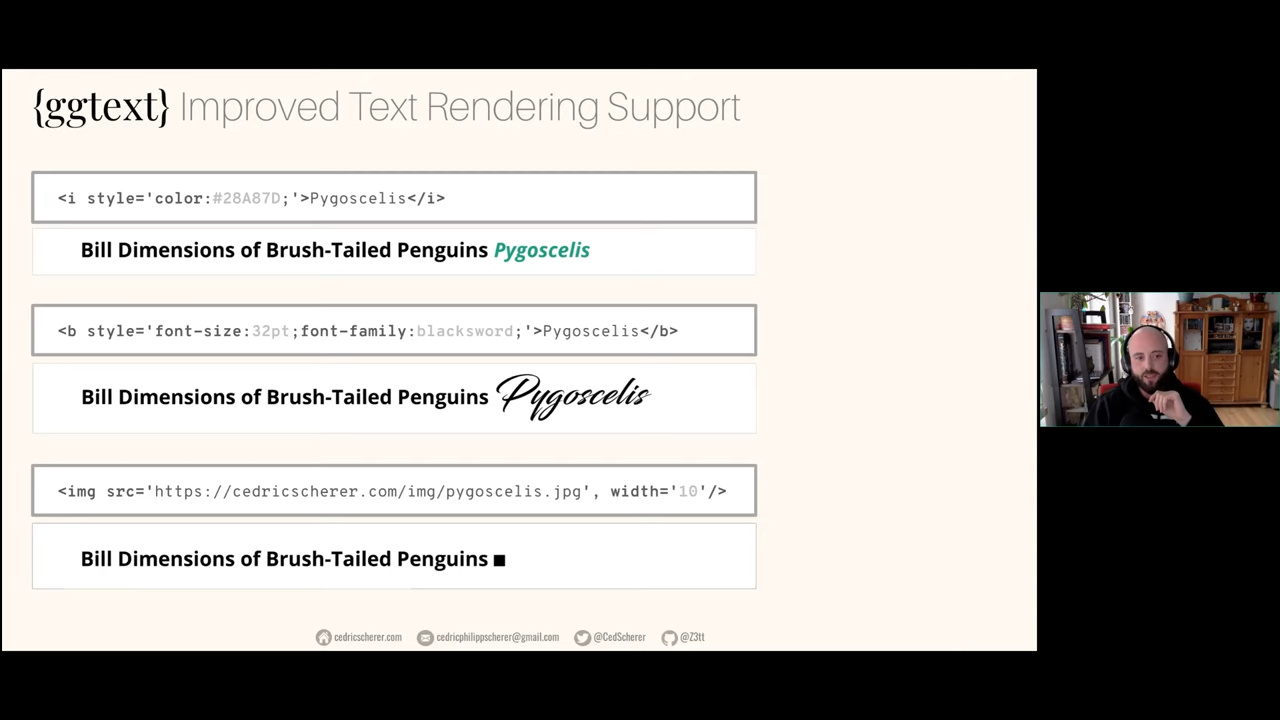 {ggtext} Improved Text Rendering Support
<i style='color:#28A87D;'>Pygoscelis</i>
Bill Dimensions of Brush-Tailed Penguins Pygoscelis
<b style='font-size:32pt;font-family:blacksword;'>Pygoscelis</b>
Bill Dimensions of Brush-Tailed Penguins Pygoscelis
<img src='https://cedricscherer.com/img/pygoscelis.jpg', width='10'/>
Bill Dimensions of Brush-Tailed Penguins ■
cedricscherer.com cedricphilippscherer@gmail.com @CedScherer @Z3tt